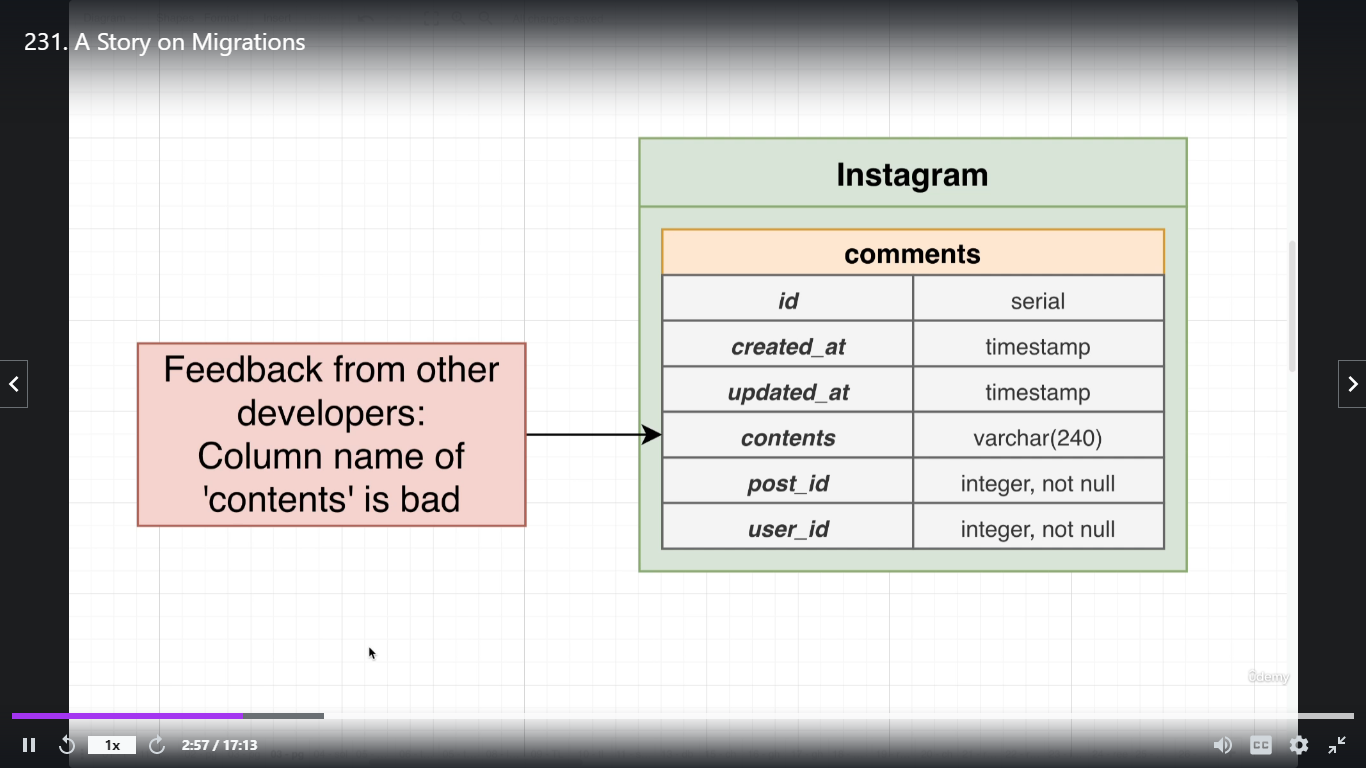 231. A Story on Migrations
Instagram
comments
id serial
created_at timestamp
updated_at timestamp
contents varchar(240)
post_id integer, not null
user_id integer, not null
Feedback from other
developers:
Column name of
'contents' is bad
ûdemy
1x 2:57 / 17:13 CC